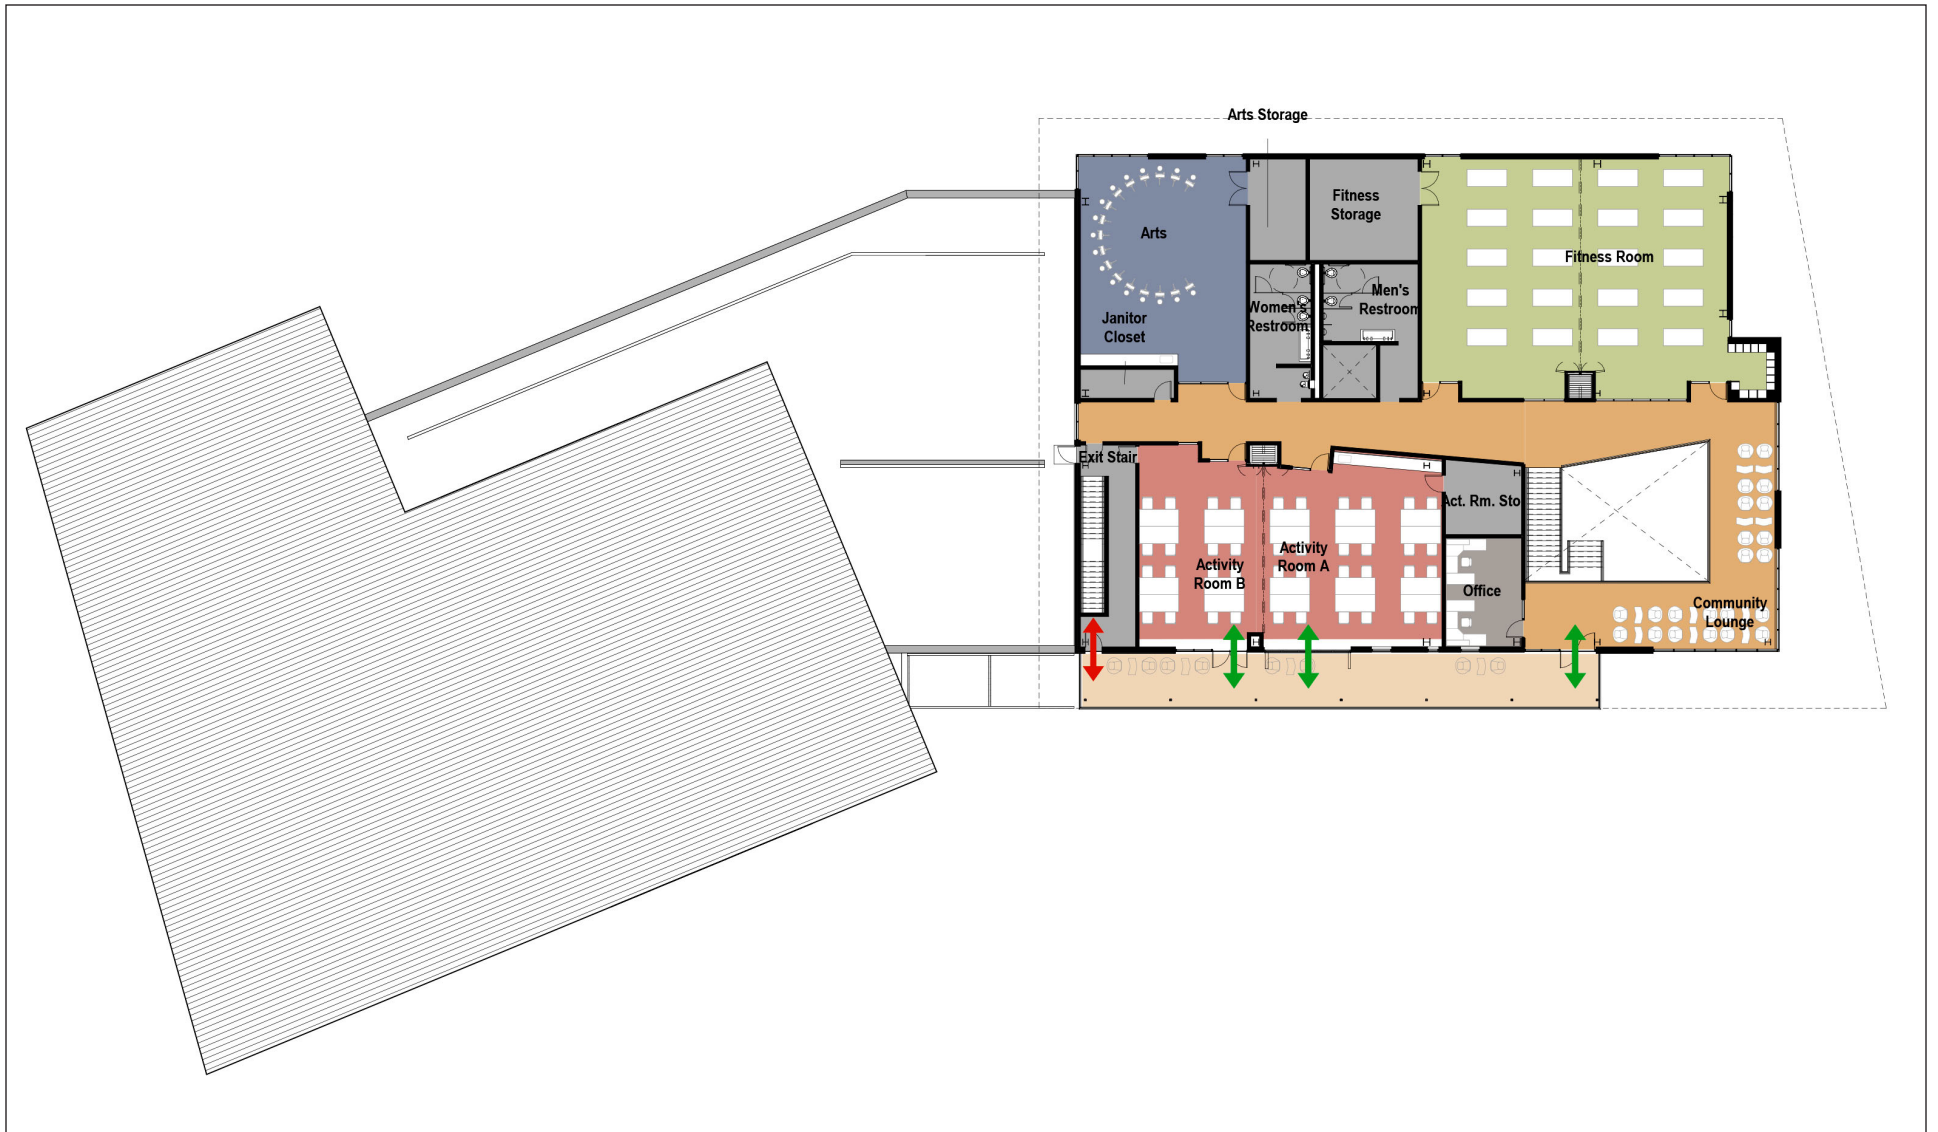 Arts Storage
Fitness
Storage
Arts
Fitness Room
Women's
Restroom
Men's
Restroom
Janitor
Closet
Exit Stair
Act. Rm. Sto
Activity
Room B
Activity
Room A
Office
Community
Lounge